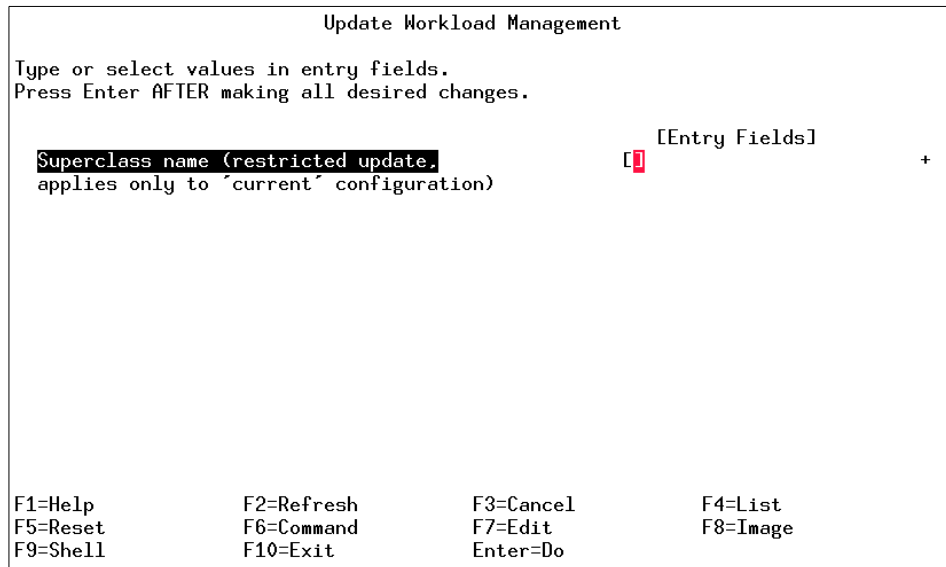 Update Workload Management
Type or select values in entry fields.
Press Enter AFTER making all desired changes.
[Entry Fields]
Superclass name (restricted update, [] +
applies only to ´current´ configuration)
F1=Help F2=Refresh F3=Cancel F4=List
F5=Reset F6=Command F7=Edit F8=Image
F9=Shell F10=Exit Enter=Do